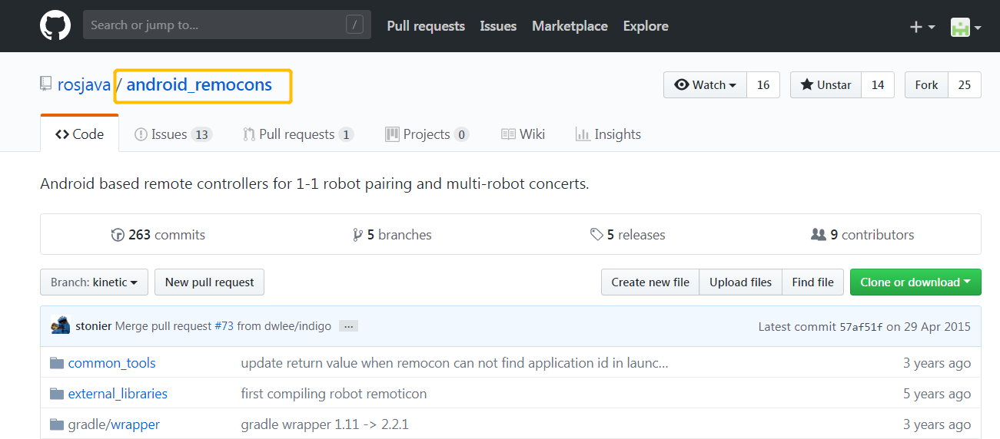 Search or jump to... / Pull requests Issues Marketplace Explore
rosjava / android_remocons Watch 16 Unstar 14 Fork 25
Code Issues 13 Pull requests 1 Projects 0 Wiki Insights
Android based remote controllers for 1-1 robot pairing and multi-robot concerts.
263 commits 5 branches 5 releases 9 contributors
Branch: kinetic New pull request Create new file Upload files Find file Clone or download
stonier Merge pull request #73 from dwlee/indigo ... Latest commit 57af51f on 29 Apr 2015
common_tools update return value when remocon can not find application id in launc... 3 years ago
external_libraries first compiling robot remoticon 5 years ago
gradle/wrapper gradle wrapper 1.11 -> 2.2.1 3 years ago